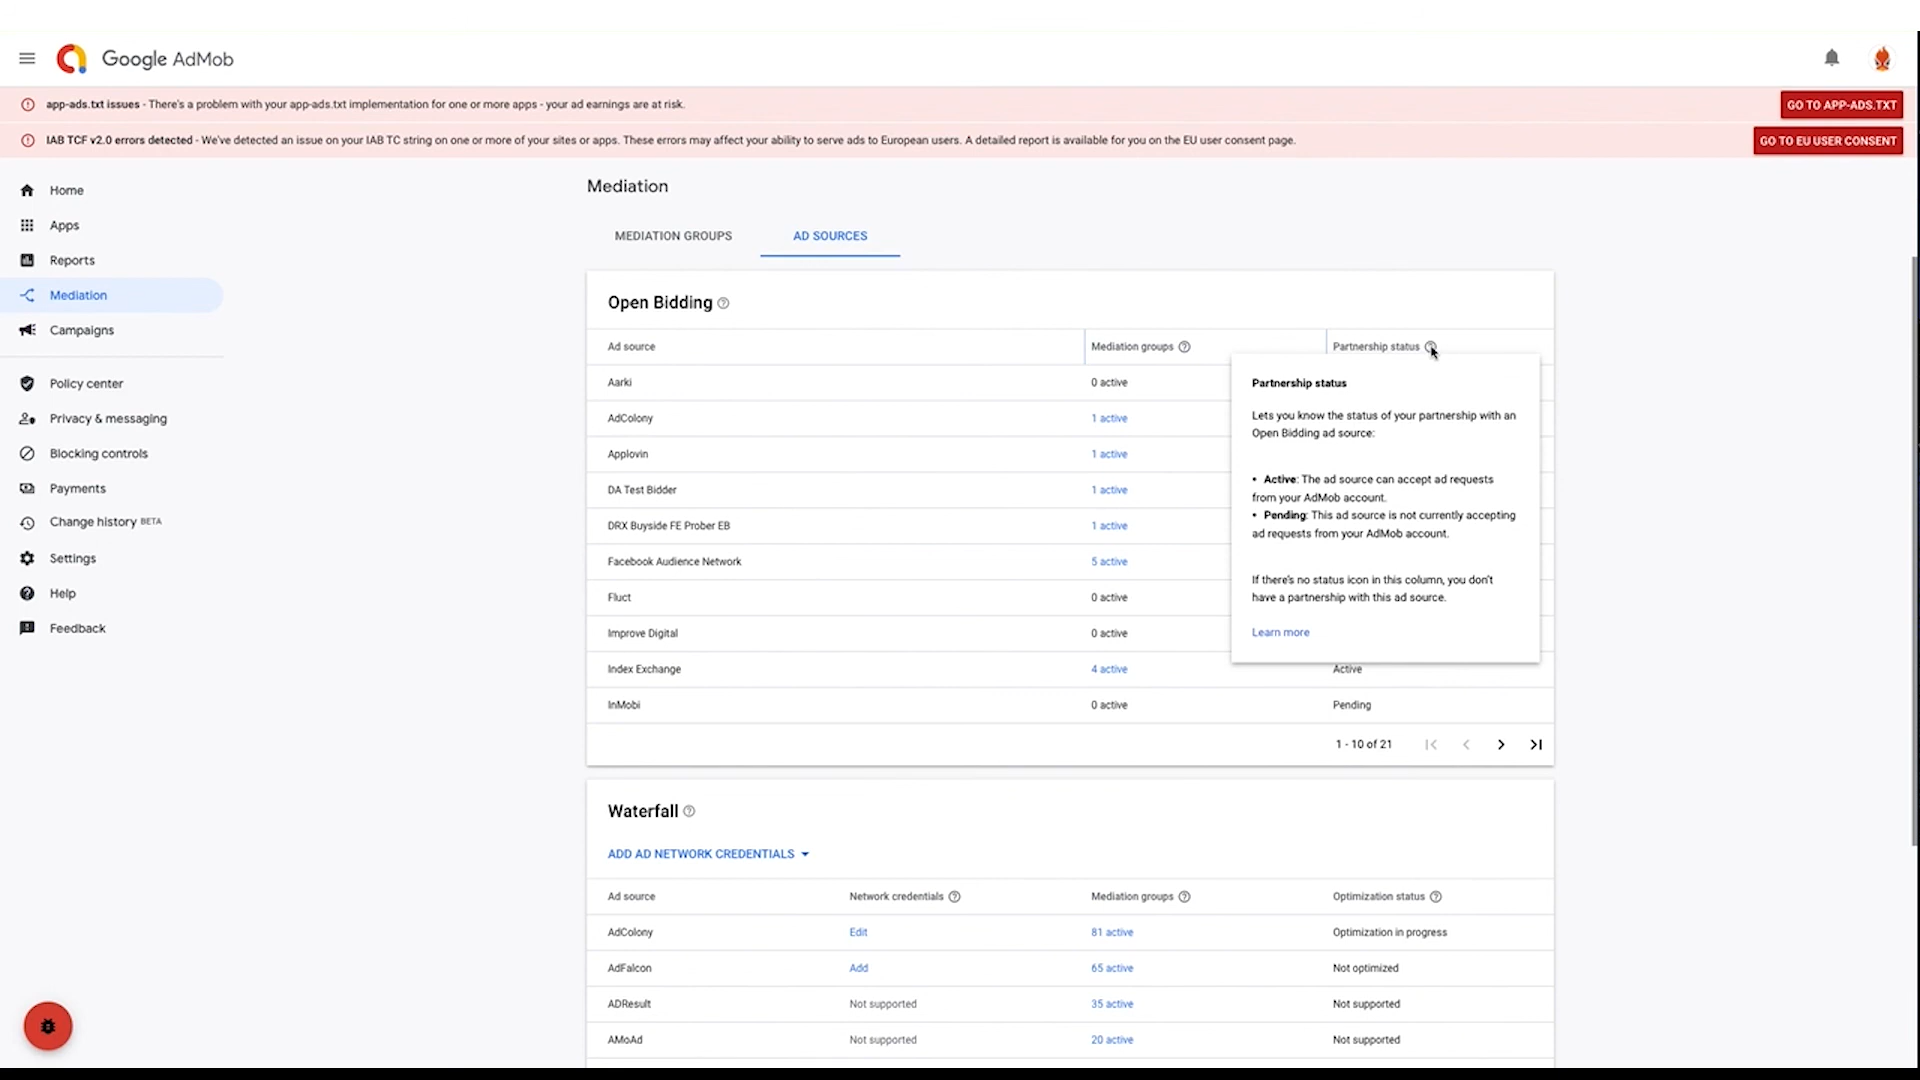 Google AdMob
app-ads.txt issues - There's a problem with your app-ads.txt implementation for one or more apps - your ad earnings are at risk.
GO TO APP-ADS.TXT
IAB TCF v2.0 errors detected - We've detected an issue on your IAB TC string on one or more of your sites or apps. These errors may affect your ability to serve ads to European users. A detailed report is available for you on the EU user consent page.
GO TO EU USER CONSENT
Home
Apps
Reports
Mediation
Campaigns
Policy center
Privacy & messaging
Blocking controls
Payments
Change history BETA
Settings
Help
Feedback
Mediation
MEDIATION GROUPS AD SOURCES
Open Bidding
Ad source Mediation groups Partnership status
Aarki 0 active
AdColony 1 active
Applovin 1 active
DA Test Bidder 1 active
DRX Buyside FE Prober EB 1 active
Facebook Audience Network 5 active
Fluct 0 active
Improve Digital 0 active
Index Exchange 4 active Active
InMobi 0 active Pending
Partnership status
Lets you know the status of your partnership with an
Open Bidding ad source:
• Active: The ad source can accept ad requests
from your AdMob account.
• Pending: This ad source is not currently accepting
ad requests from your AdMob account.
If there's no status icon in this column, you don't
have a partnership with this ad source.
Learn more
1 - 10 of 21
Waterfall
ADD AD NETWORK CREDENTIALS
Ad source Network credentials Mediation groups Optimization status
AdColony Edit 81 active Optimization in progress
AdFalcon Add 65 active Not optimized
ADResult Not supported 35 active Not supported
AMoAd Not supported 20 active Not supported